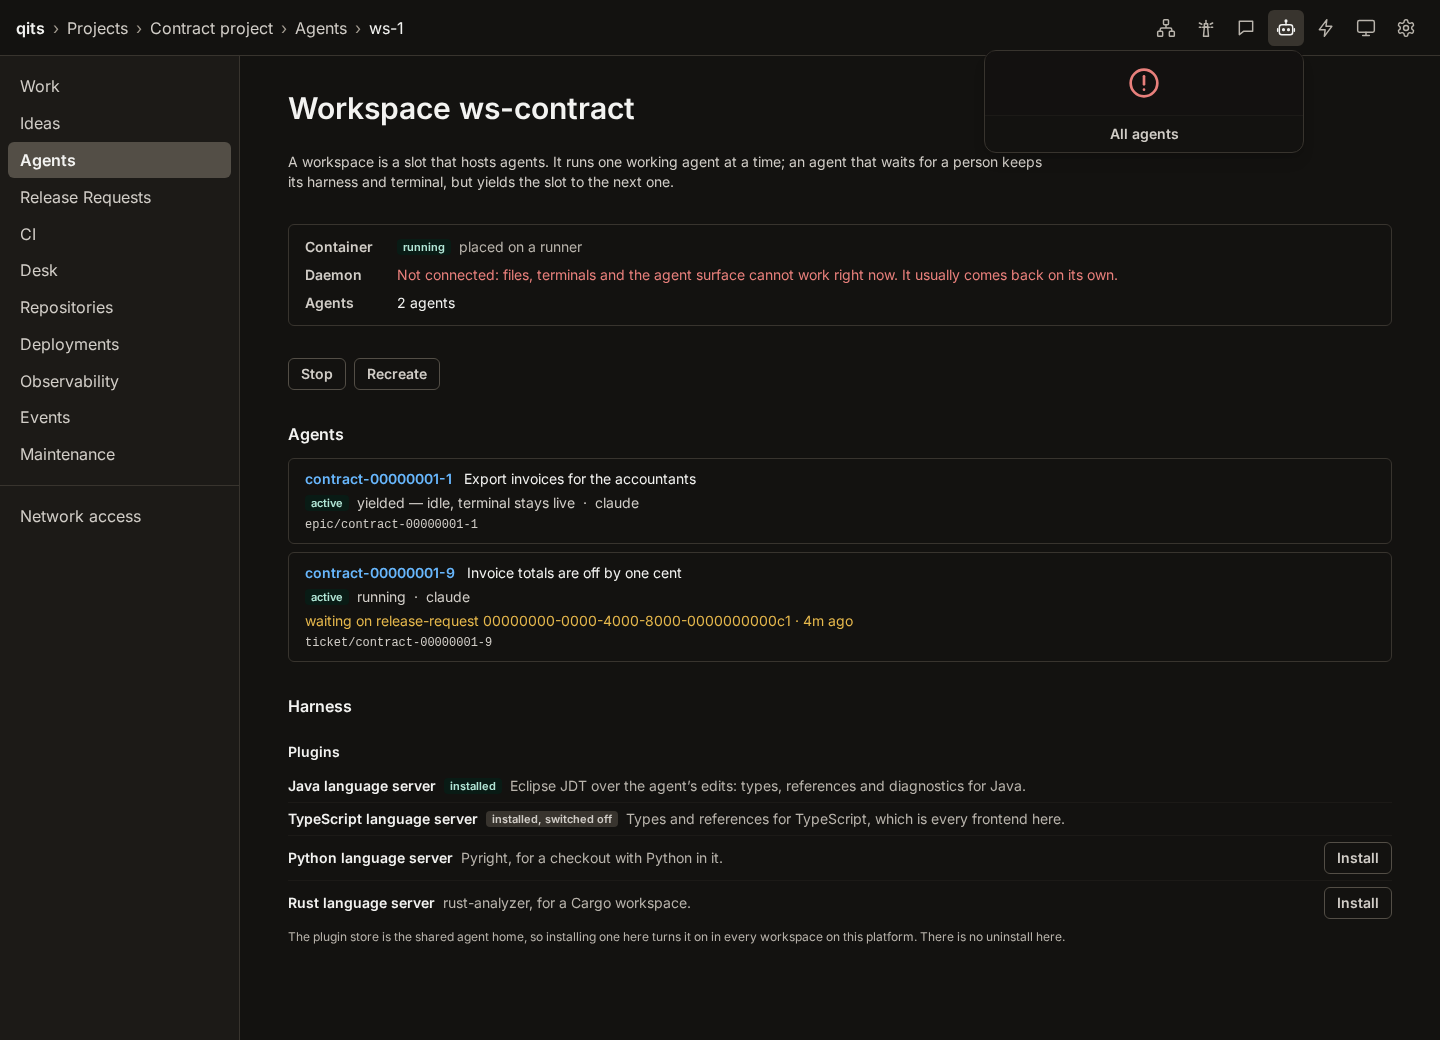 qits › Projects › Contract project › Agents › ws-1
All agents
Work
Ideas
Agents
Release Requests
CI
Desk
Repositories
Deployments
Observability
Events
Maintenance
Network access
Workspace ws-contract
A workspace is a slot that hosts agents. It runs one working agent at a time; an agent that waits for a person keeps
its harness and terminal, but yields the slot to the next one.
Container running placed on a runner
Daemon Not connected: files, terminals and the agent surface cannot work right now. It usually comes back on its own.
Agents 2 agents
Stop Recreate
Agents
contract-00000001-1 Export invoices for the accountants
active yielded — idle, terminal stays live · claude
epic/contract-00000001-1
contract-00000001-9 Invoice totals are off by one cent
active running · claude
waiting on release-request 00000000-0000-4000-8000-0000000000c1 · 4m ago
ticket/contract-00000001-9
Harness
Plugins
Java language server installed Eclipse JDT over the agent’s edits: types, references and diagnostics for Java.
TypeScript language server installed, switched off Types and references for TypeScript, which is every frontend here.
Python language server Pyright, for a checkout with Python in it. Install
Rust language server rust-analyzer, for a Cargo workspace. Install
The plugin store is the shared agent home, so installing one here turns it on in every workspace on this platform. There is no uninstall here.